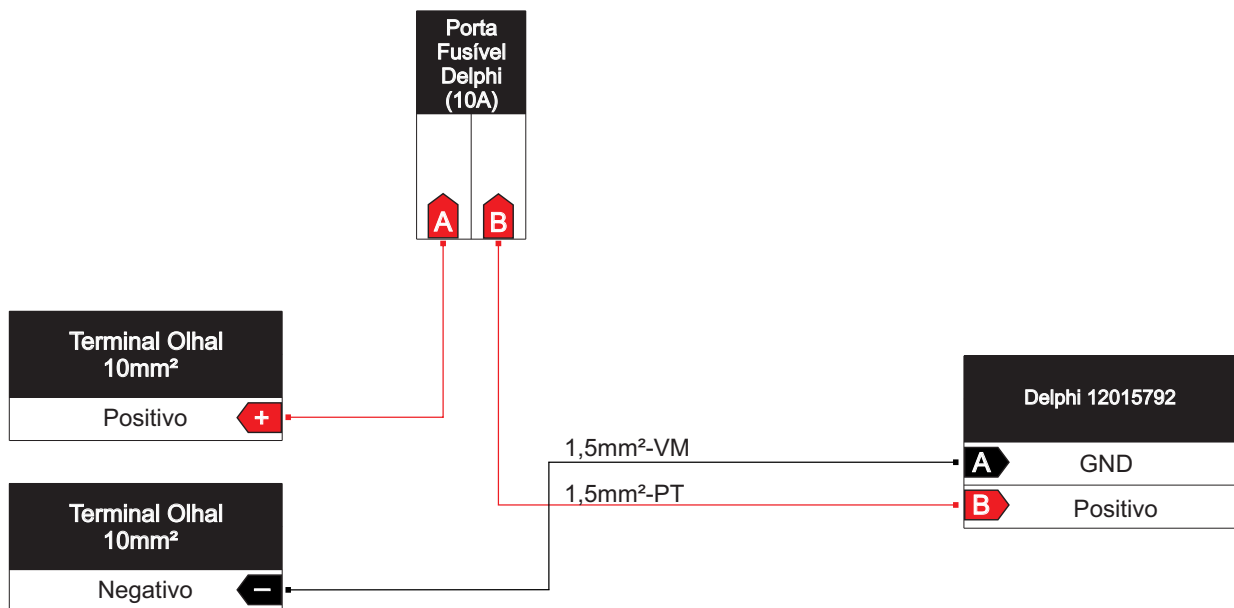 Porta
Fusível
Delphi
(10A)
A
B
Terminal Olhal
10mm²
Positivo
+
Terminal Olhal
10mm²
Negativo
−
1,5mm²-VM
1,5mm²-PT
Delphi 12015792
A GND
B Positivo